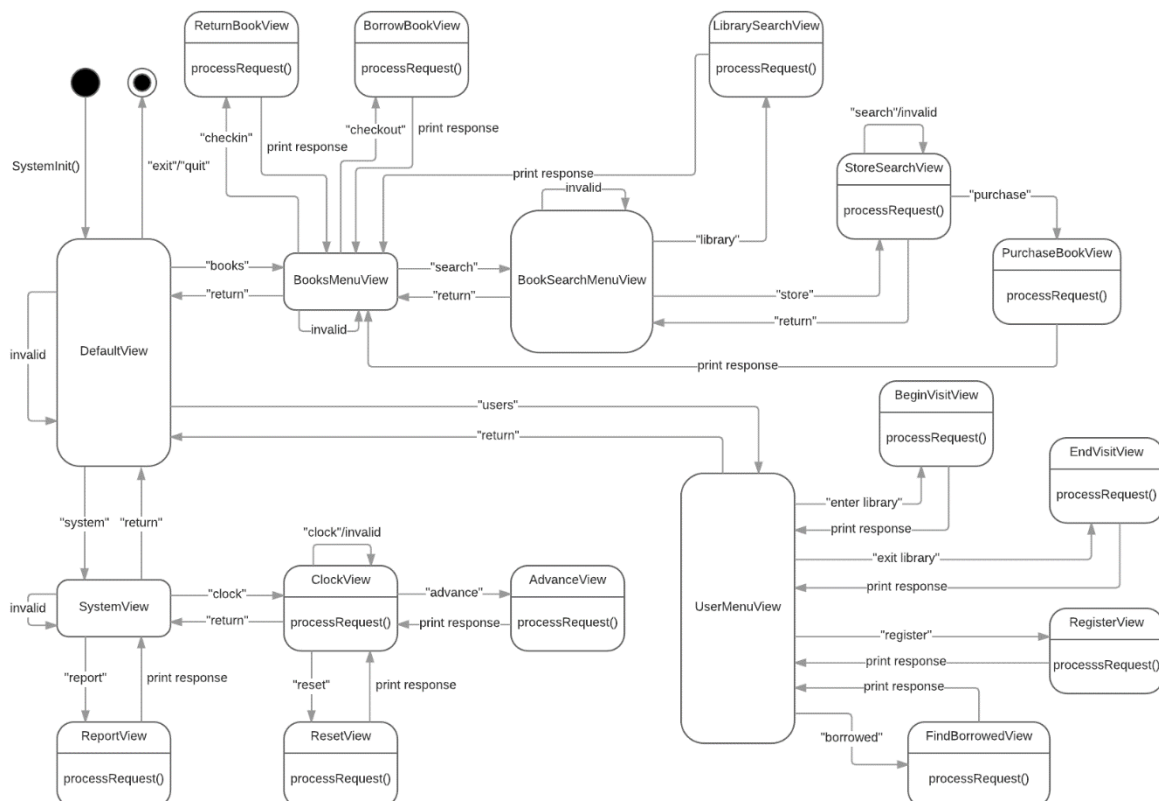 ReturnBookView
processRequest()
BorrowBookView
processRequest()
LibrarySearchView
processRequest()
"checkin"
print response
"checkout"
print response
"search"/invalid
SystemInit()
"exit"/"quit"
print response
invalid
StoreSearchView
processRequest()
"purchase"
"library"
PurchaseBookView
processRequest()
"books"
BooksMenuView
"search"
BookSearchMenuView
"return"
"return"
"store"
invalid
"return"
invalid
DefaultView
print response
BeginVisitView
processRequest()
"users"
"return"
EndVisitView
processRequest()
"enter library"
print response
"system"
"return"
"clock"/invalid
"exit library"
ClockView
processRequest()
"advance"
AdvanceView
processRequest()
print response
invalid
SystemView
"clock"
"return"
print response
UserMenuView
"register"
RegisterView
processsRequest()
print response
"report"
print response
"reset"
print response
print response
"borrowed"
ReportView
processRequest()
ResetView
processRequest()
FindBorrowedView
processRequest()